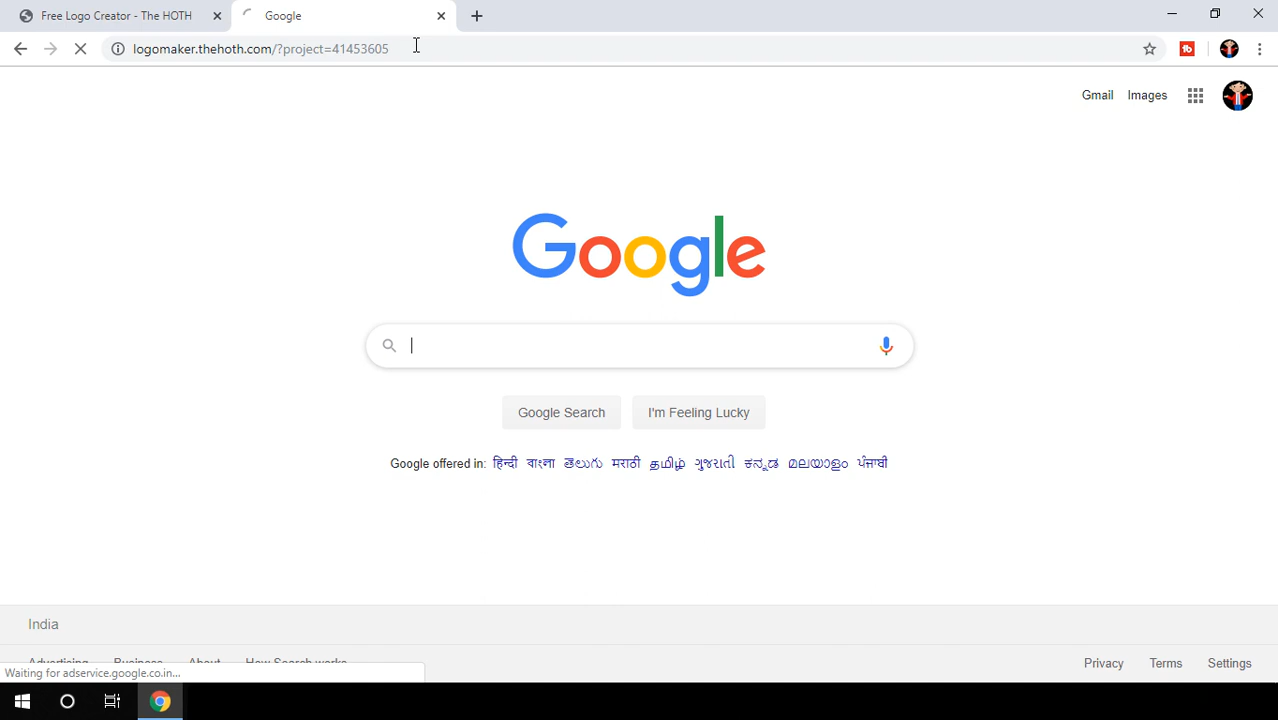 Free Logo Creator - The HOTH
Google
logomaker.thehoth.com/?project=41453605
Gmail Images
Google
Google Search I'm Feeling Lucky
Google offered in: हिन्दी বাংলা తెలుగు मराठी தமிழ் ગુજરાતી ಕನ್ನಡ മലയാളം ਪੰਜਾਬੀ
India
Advertising Business About How Search works
Privacy Terms Settings
Waiting for adservice.google.co.in...